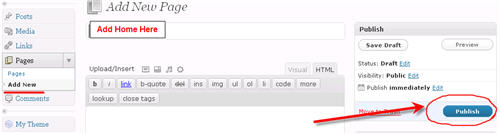 Posts
Media
Links
Pages
Pages
Add New
Comments
My Theme
Add New Page
Add Home Here
Upload/Insert
Visual
HTML
b i link b-quote del ins img ul ol li code more
lookup close tags
Publish
Save Draft
Preview
Status: Draft Edit
Visibility: Public Edit
Publish immediately Edit
Move to Trash
Publish